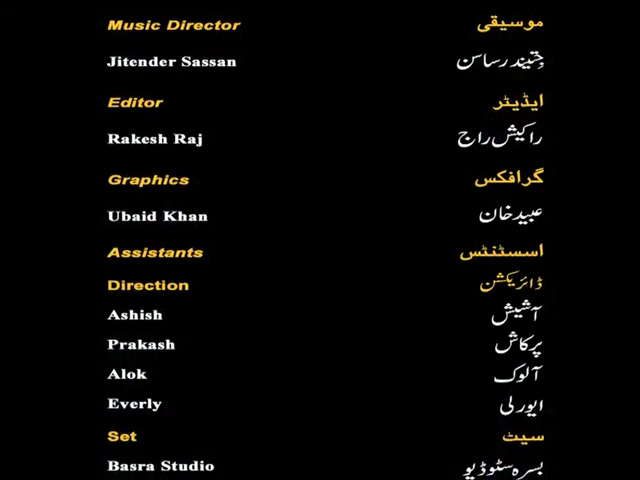 Music Director موسیقی
Jitender Sassan جتیندر ساسن
Editor ایڈیٹر
Rakesh Raj راکیش راج
Graphics گرافکس
Ubaid Khan عبید خان
Assistants اسسٹنٹس
Direction ڈائریکشن
Ashish آشیش
Prakash پرکاش
Alok آلوک
Everly ایورلی
Set سیٹ
Basra Studio بسرہ سٹوڈیو